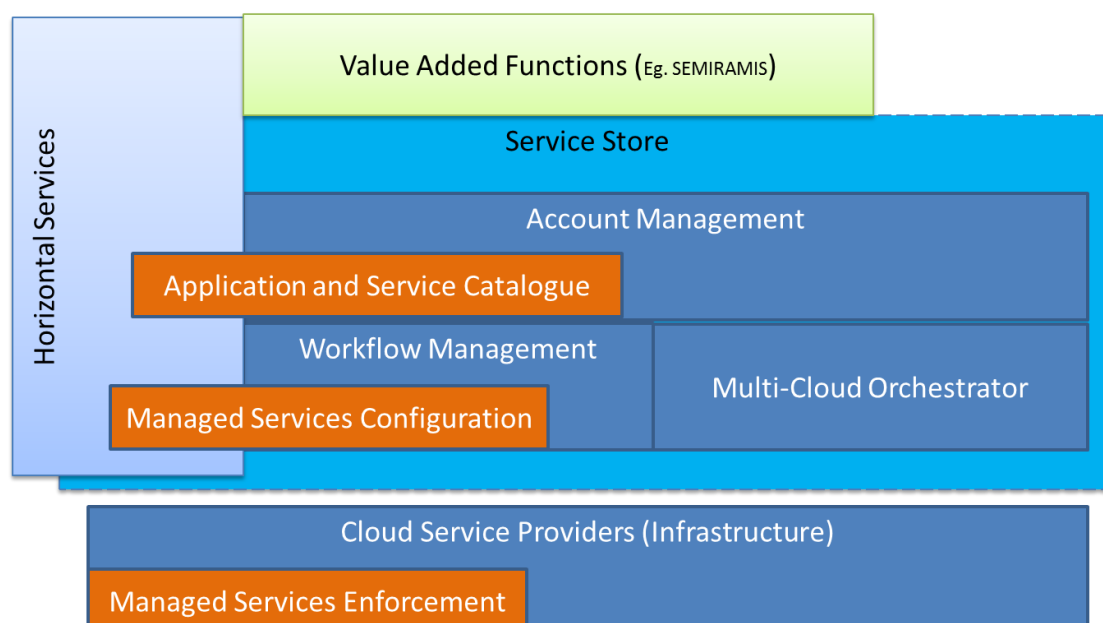 Value Added Functions (Eg. SEMIRAMIS)
Horizontal Services
Service Store
Account Management
Application and Service Catalogue
Workflow Management
Multi-Cloud Orchestrator
Managed Services Configuration
Cloud Service Providers (Infrastructure)
Managed Services Enforcement